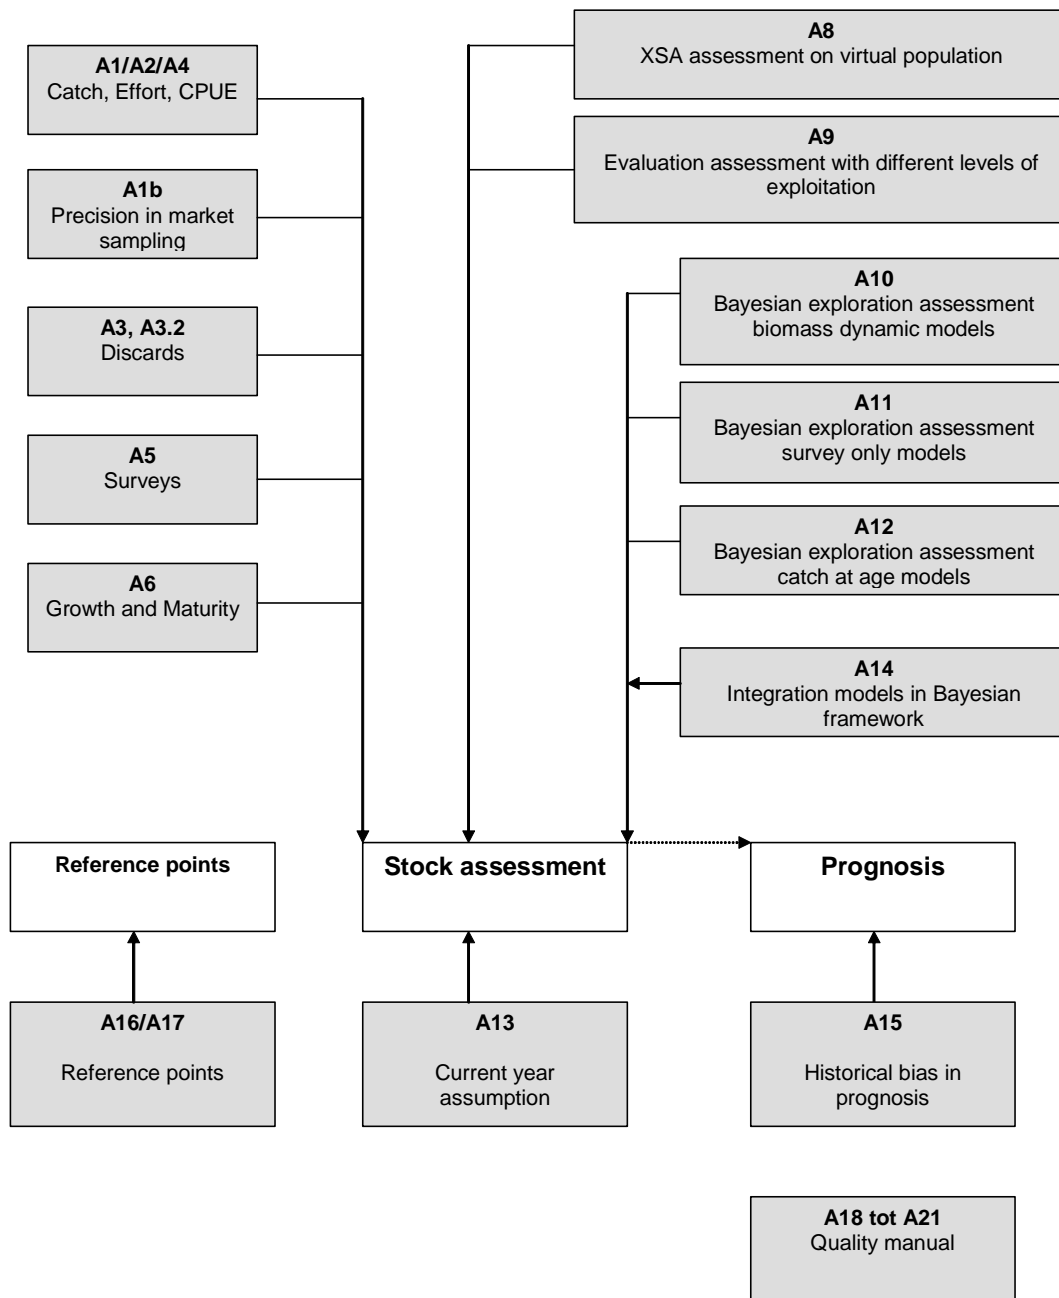 A1/A2/A4
Catch, Effort, CPUE
A1b
Precision in market
sampling
A3, A3.2
Discards
A5
Surveys
A6
Growth and Maturity
A8
XSA assessment on virtual population
A9
Evaluation assessment with different levels of
exploitation
A10
Bayesian exploration assessment
biomass dynamic models
A11
Bayesian exploration assessment
survey only models
A12
Bayesian exploration assessment
catch at age models
A14
Integration models in Bayesian
framework
Reference points
Stock assessment
Prognosis
A16/A17
Reference points
A13
Current year
assumption
A15
Historical bias in
prognosis
A18 tot A21
Quality manual